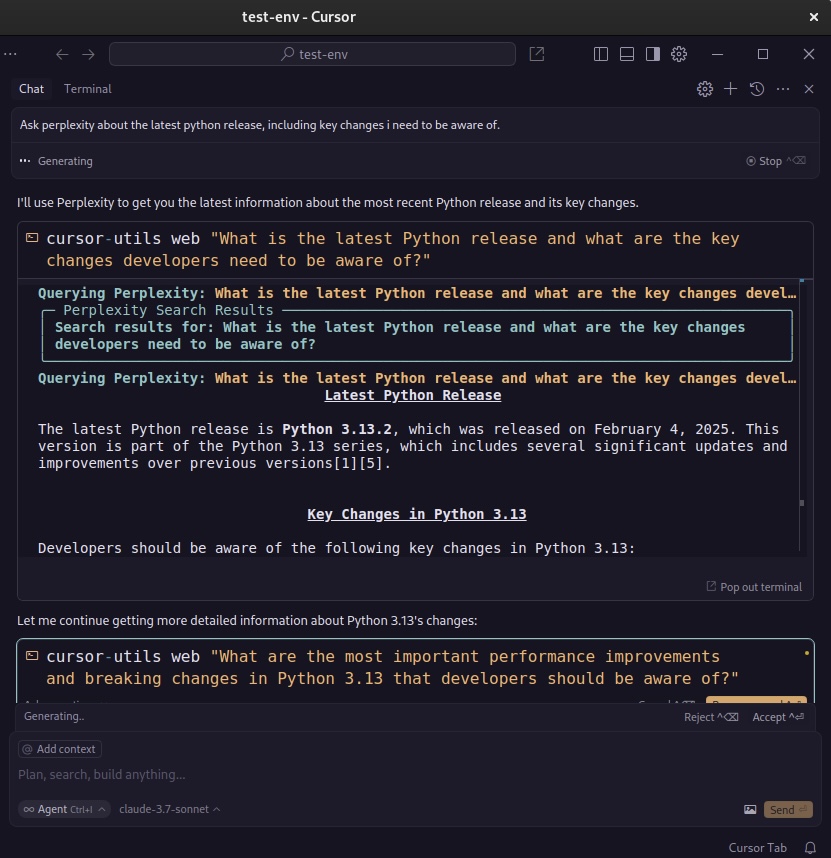 test-env - Cursor
test-env
Chat Terminal
Ask perplexity about the latest python release, including key changes i need to be aware of.
Generating Stop ^⌫
I'll use Perplexity to get you the latest information about the most recent Python release and its key changes.
cursor-utils web "What is the latest Python release and what are the key
changes developers need to be aware of?"
Querying Perplexity: What is the latest Python release and what are the key changes devel…
Perplexity Search Results
Search results for: What is the latest Python release and what are the key changes
developers need to be aware of?
Querying Perplexity: What is the latest Python release and what are the key changes devel…
Latest Python Release
The latest Python release is Python 3.13.2, which was released on February 4, 2025. This
version is part of the Python 3.13 series, which includes several significant updates and
improvements over previous versions[1][5].
Key Changes in Python 3.13
Developers should be aware of the following key changes in Python 3.13:
Pop out terminal
Let me continue getting more detailed information about Python 3.13's changes:
cursor-utils web "What are the most important performance improvements
and breaking changes in Python 3.13 that developers should be aware of?"
Generating.. Reject ^⌫ Accept ^⏎
@ Add context
Plan, search, build anything...
∞ Agent Ctrl+I ^ claude-3.7-sonnet ^ Send ⏎
Cursor Tab